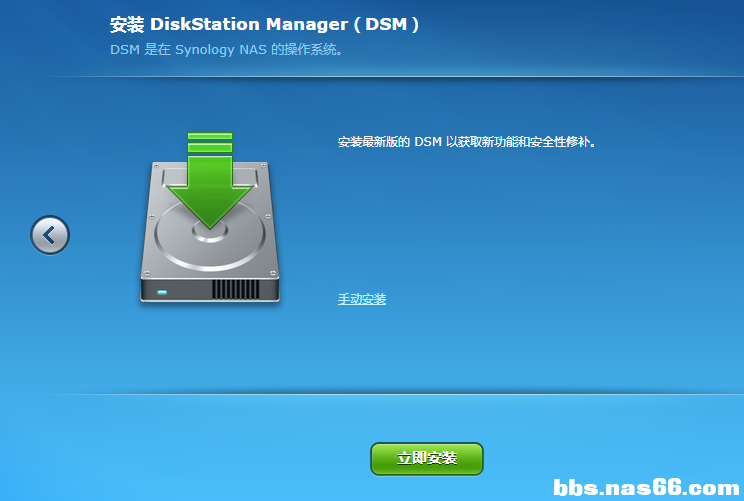 安装 DiskStation Manager ( DSM )
DSM 是在 Synology NAS 的操作系统。
安装最新版的 DSM 以获取新功能和安全性修补。
手动安装
立即安装
bbs.nas66.com